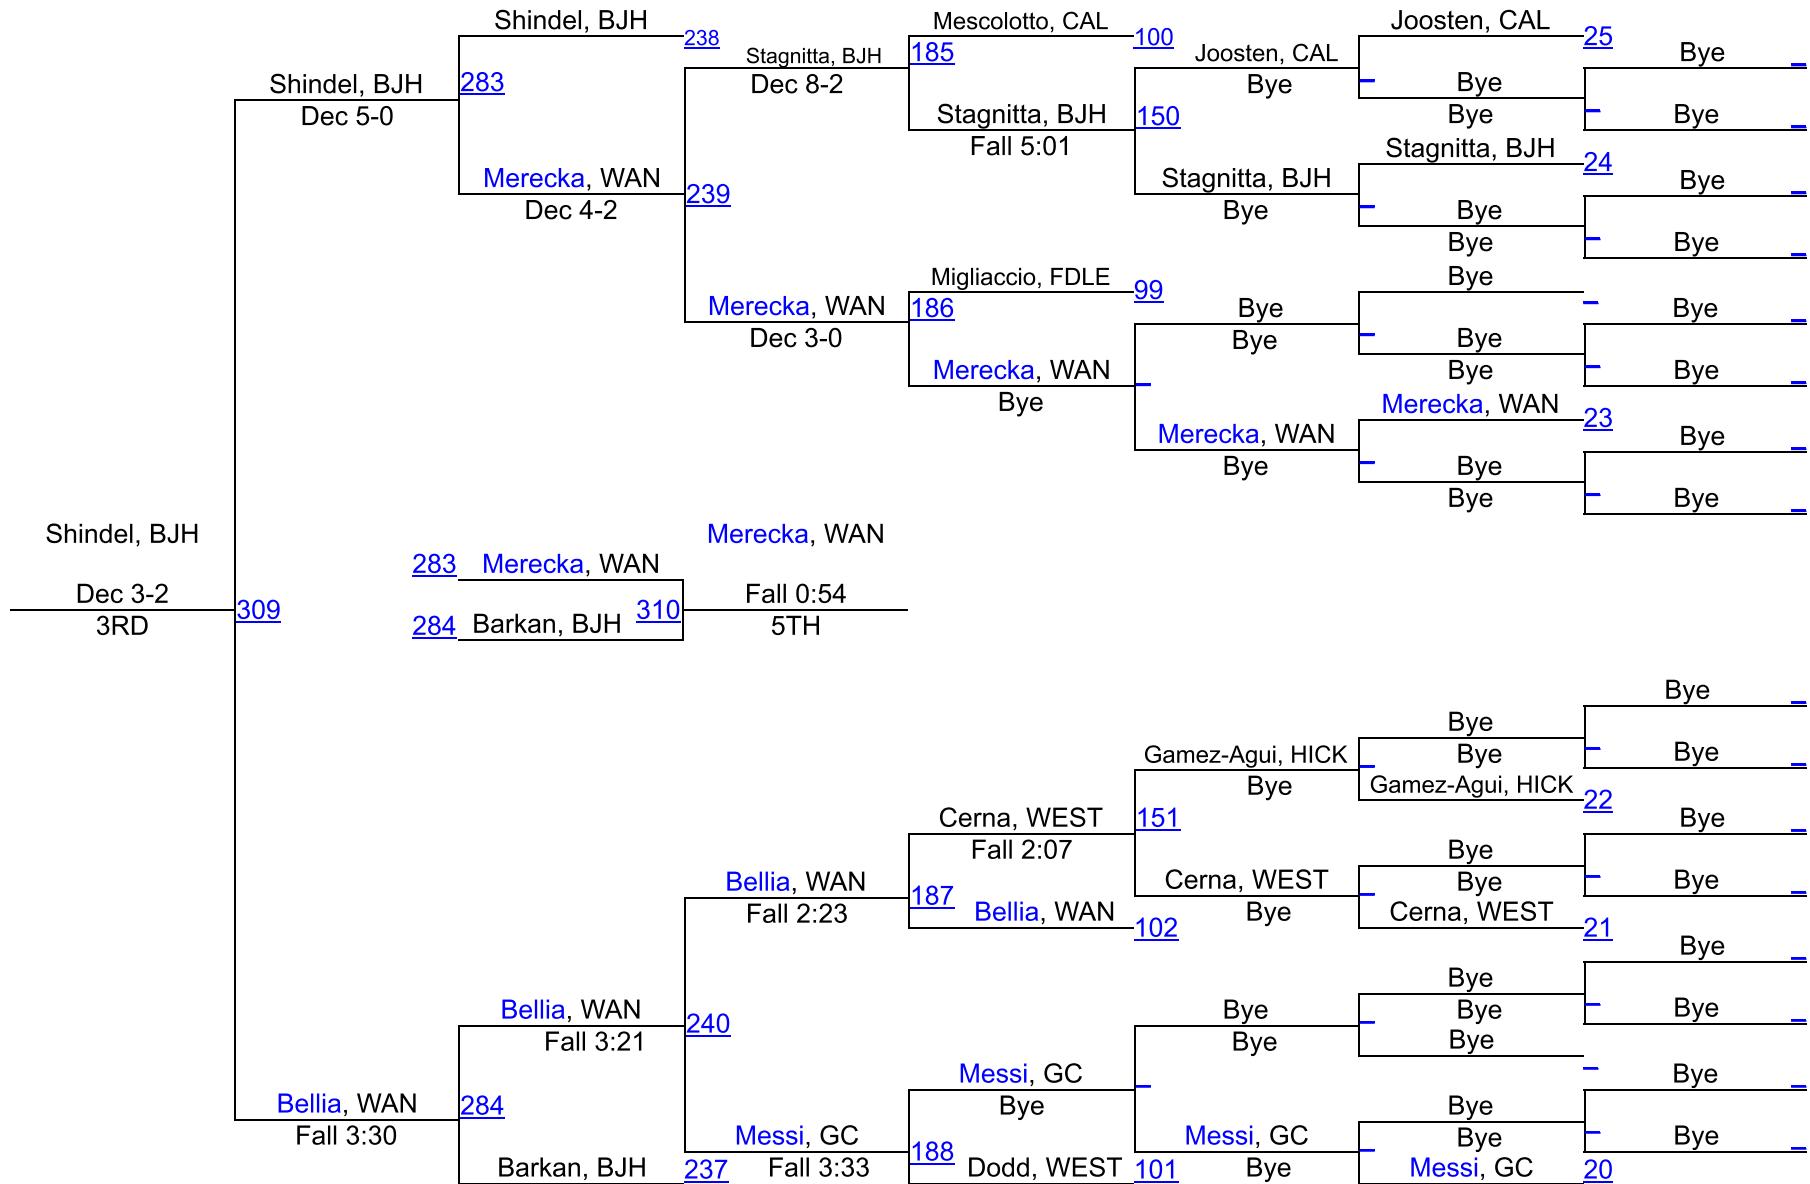 Shindel, BJH
Mescolotto, CAL
Joosten, CAL
238
100
25
185
Stagnitta, BJH
Joosten, CAL
Bye
Shindel, BJH
283
Dec 8-2
Bye
Bye
Dec 5-0
Stagnitta, BJH
150
Bye
Bye
Fall 5:01
Stagnitta, BJH
24
Merecka, WAN
239
Stagnitta, BJH
Bye
Dec 4-2
Bye
Bye
Bye
Bye
Migliaccio, FDLE
99
Bye
Merecka, WAN
186
Bye
Bye
Dec 3-0
Bye
Bye
Merecka, WAN
Bye
Bye
Bye
Merecka, WAN
23
Merecka, WAN
Bye
Bye
Bye
Bye
Bye
Shindel, BJH
Merecka, WAN
283
Merecka, WAN
Dec 3-2
309
310
Fall 0:54
3RD
284
Barkan, BJH
5TH
Bye
Bye
Gamez-Agui, HICK
Bye
Bye
Bye
Gamez-Agui, HICK
22
Cerna, WEST
151
Bye
Fall 2:07
Bye
Bellia, WAN
187
Cerna, WEST
Bye
Bye
Fall 2:23
Bellia, WAN
102
Bye
Cerna, WEST
21
Bye
Bye
Bellia, WAN
240
Bye
Bye
Bye
Fall 3:21
Bye
Bye
Messi, GC
Bye
Bellia, WAN
284
Bye
Bye
Fall 3:30
Messi, GC
188
Messi, GC
Bye
Bye
Barkan, BJH
237
Fall 3:33
Dodd, WEST
101
Bye
Messi, GC
20